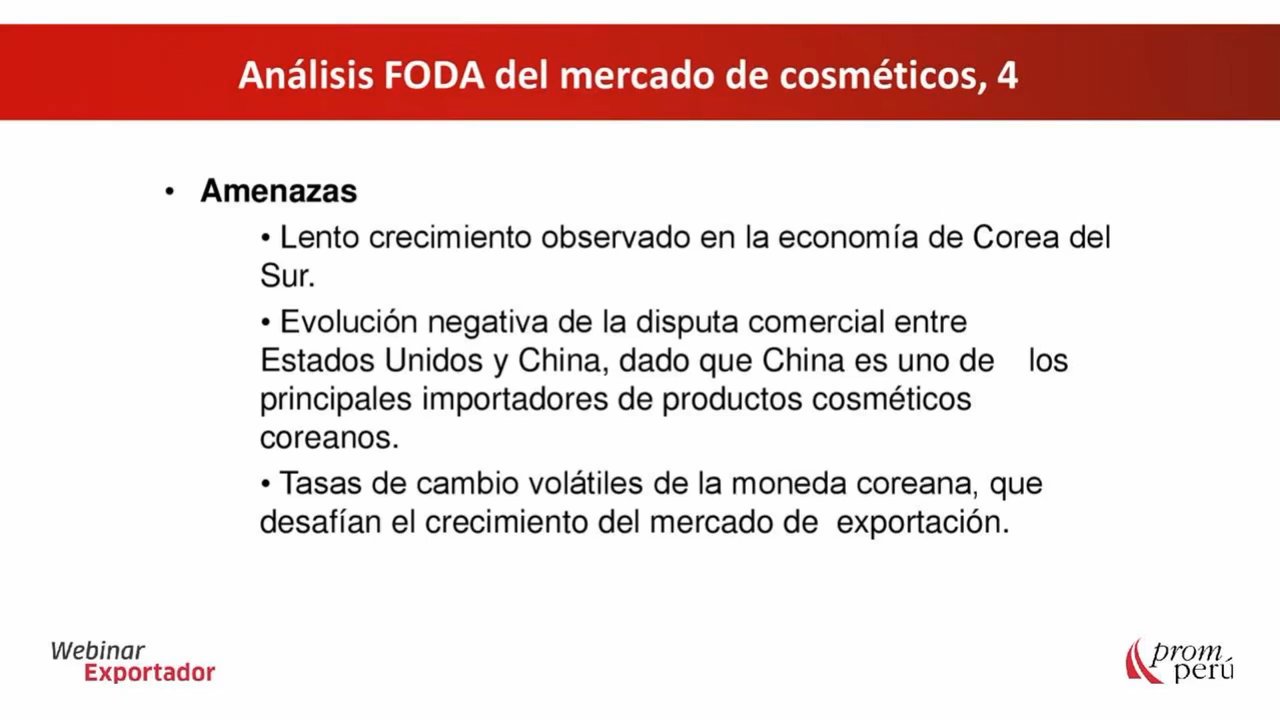 Análisis FODA del mercado de cosméticos, 4
• Amenazas
• Lento crecimiento observado en la economía de Corea del
Sur.
• Evolución negativa de la disputa comercial entre
Estados Unidos y China, dado que China es uno de los
principales importadores de productos cosméticos
coreanos.
• Tasas de cambio volátiles de la moneda coreana, que
desafían el crecimiento del mercado de exportación.
Webinar
Exportador
prom
perú